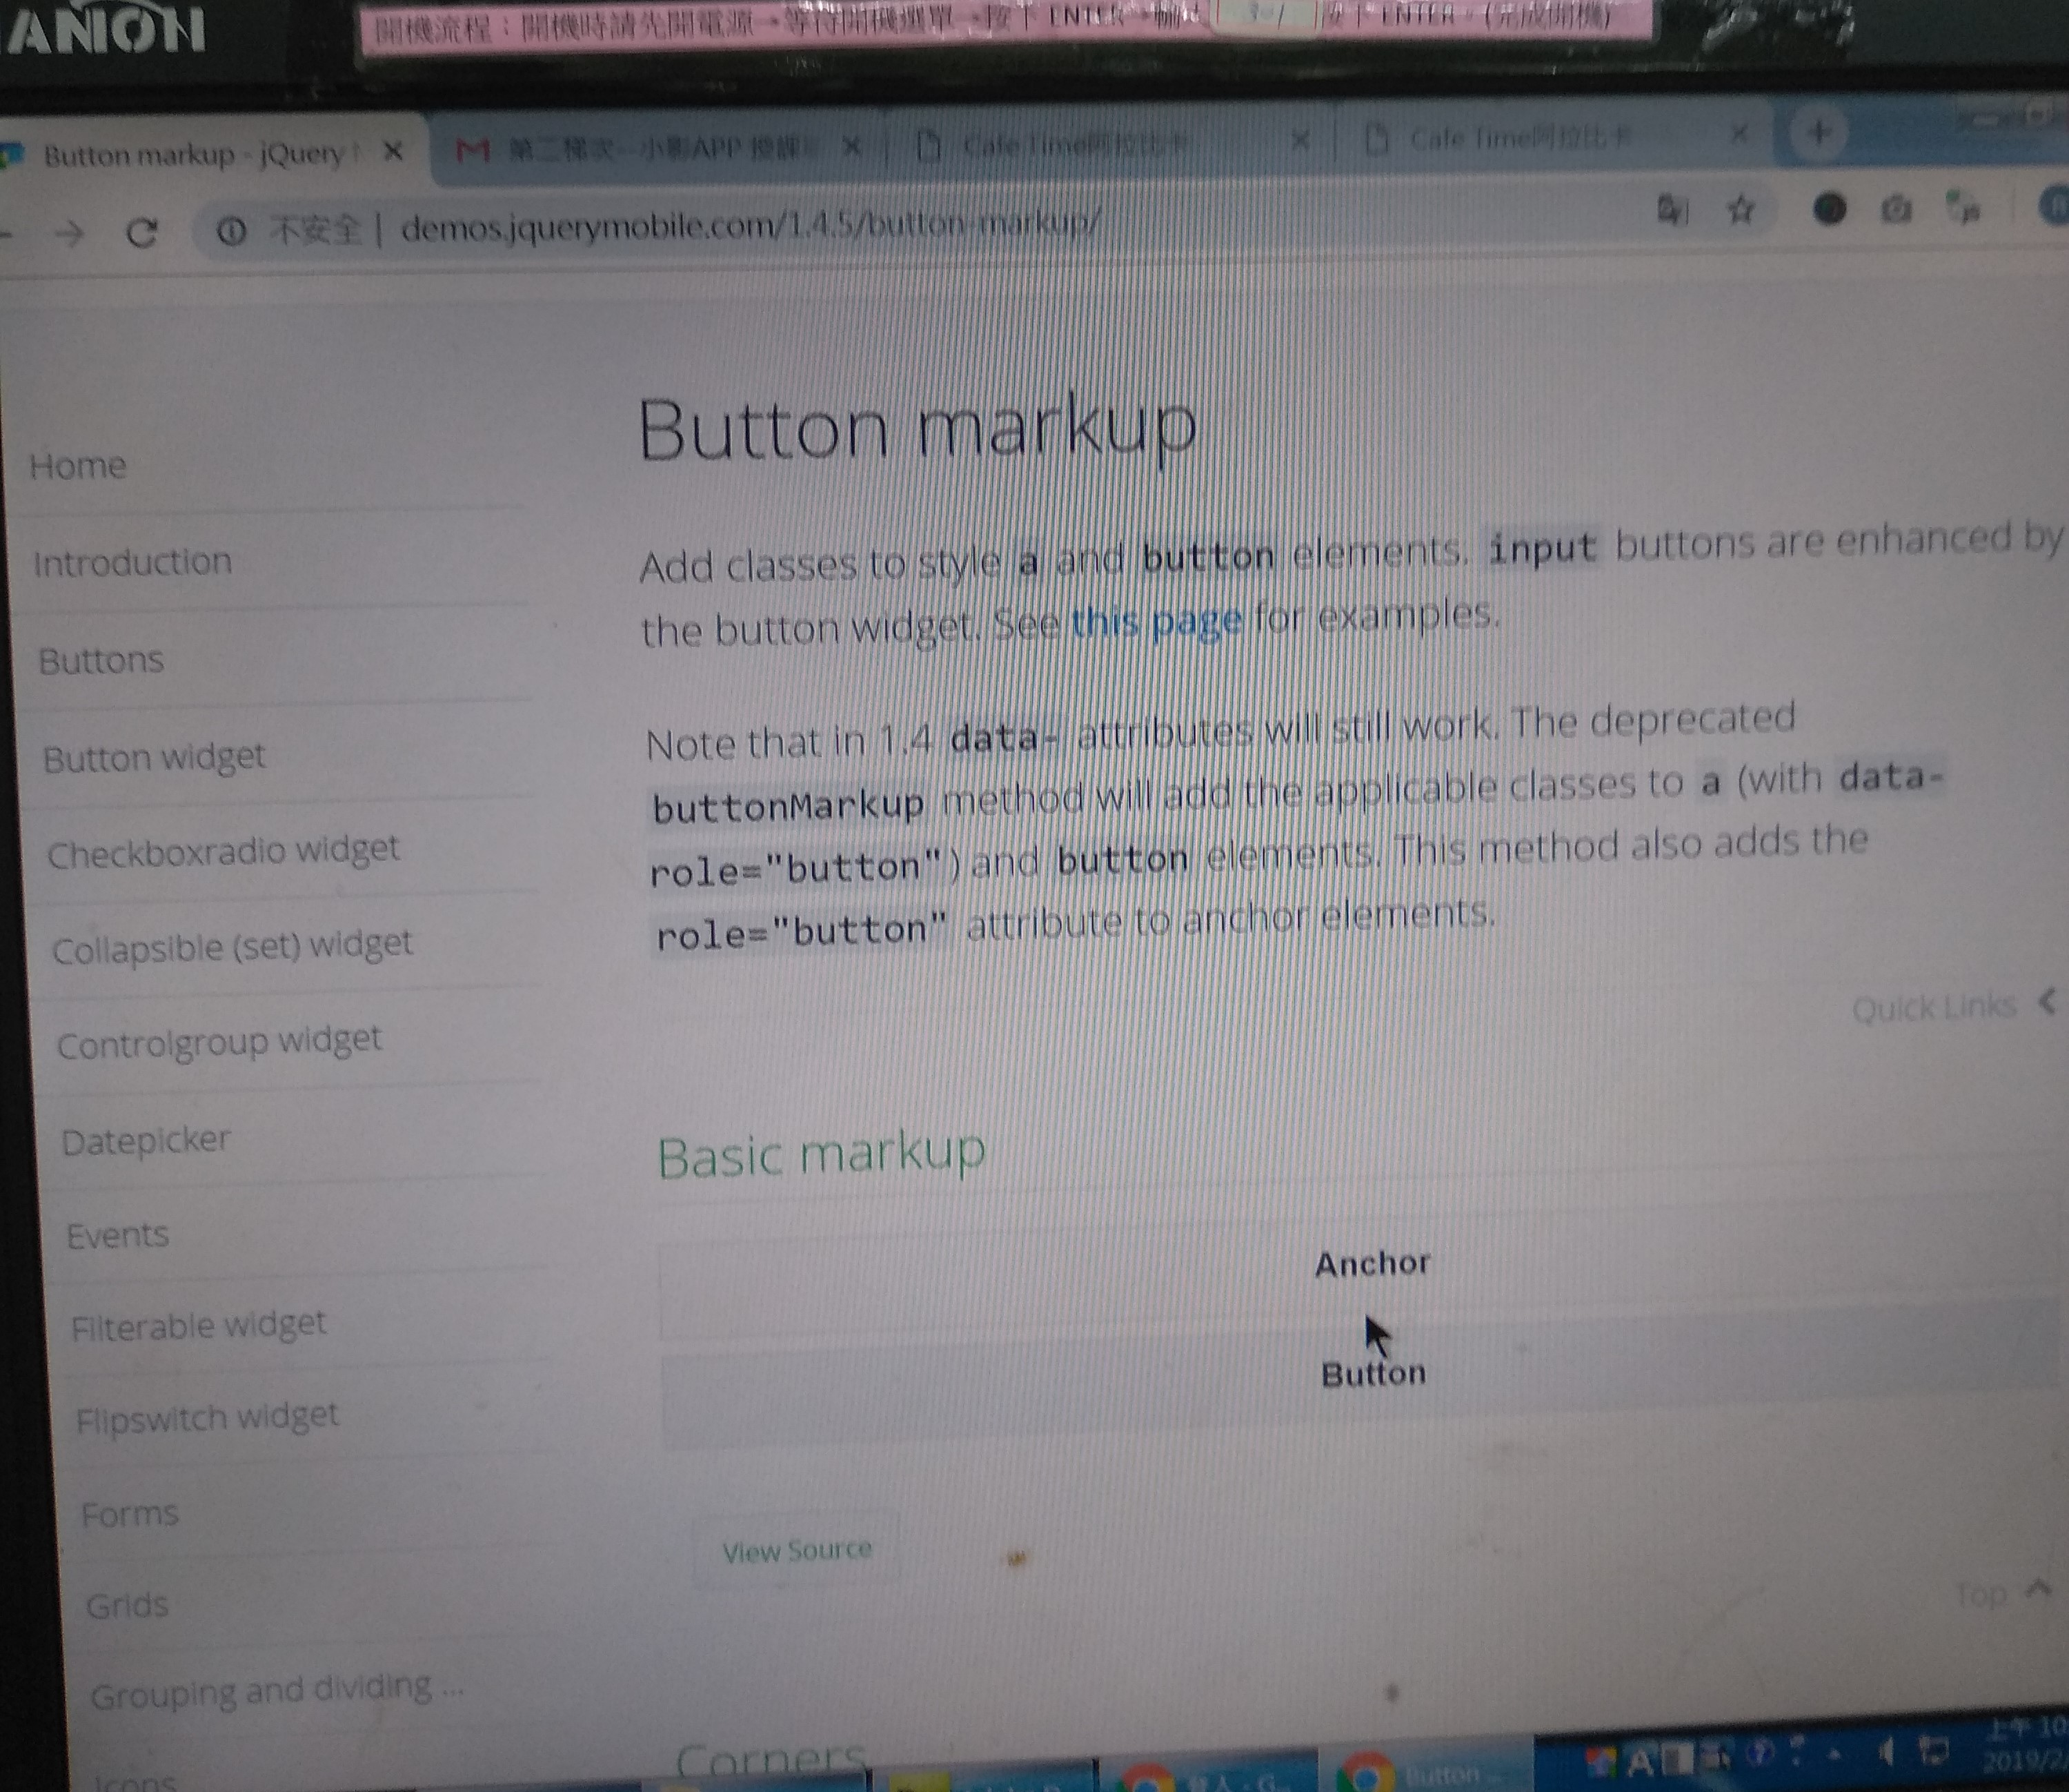 ANION
開機流程：開機時請先開電源→等待開機選單→按下 ENTER→輸 按下 ENTER。(完成開機)
Button markup - jQuery
第二梯次 小影APP 授課
Cafe Time阿拉比卡
Cafe Time阿拉比卡
不安全 | demos.jquerymobile.com/1.4.5/button-markup/
Home
Introduction
Buttons
Button widget
Checkboxradio widget
Collapsible (set) widget
Controlgroup widget
Datepicker
Events
Filterable widget
Flipswitch widget
Forms
Grids
Grouping and dividing ...
Icons
Button markup
Add classes to style a and button elements. input buttons are enhanced by
the button widget. See this page for examples.
Note that in 1.4 data- attributes will still work. The deprecated
buttonMarkup method will add the applicable classes to a (with data-
role="button") and button elements. This method also adds the
role="button" attribute to anchor elements.
Quick Links
Basic markup
Anchor
Button
View Source
Top
Corners
Button ...
A
上午 10
2019/2